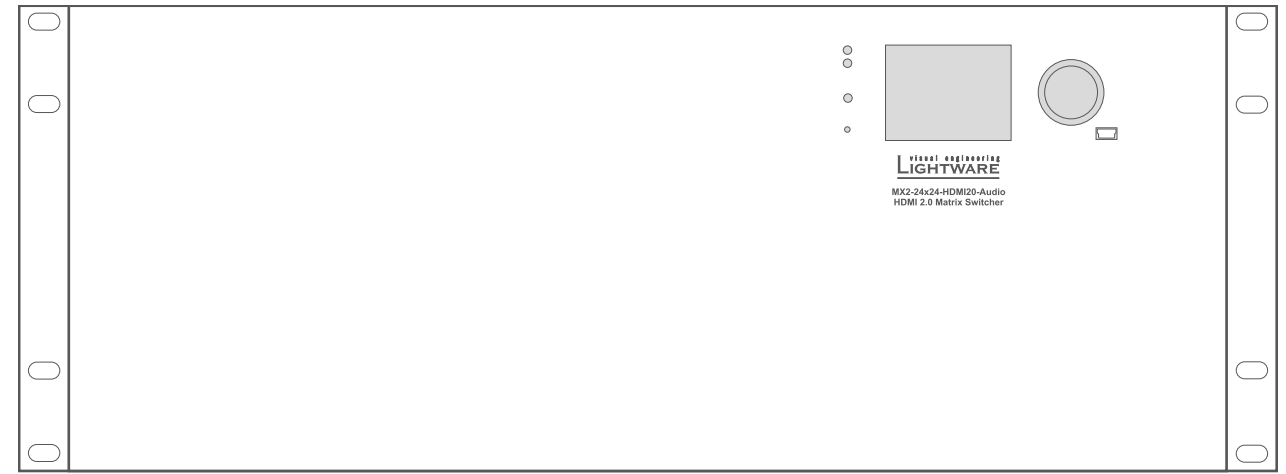 visual engineering
LIGHTWARE
MX2-24x24-HDMI20-Audio
HDMI 2.0 Matrix Switcher